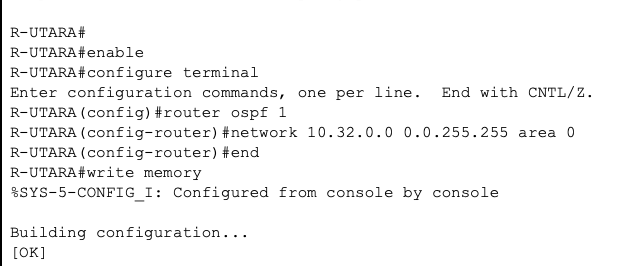 R-UTARA#
R-UTARA#enable
R-UTARA#configure terminal
Enter configuration commands, one per line.  End with CNTL/Z.
R-UTARA(config)#router ospf 1
R-UTARA(config-router)#network 10.32.0.0 0.0.255.255 area 0
R-UTARA(config-router)#end
R-UTARA#write memory
%SYS-5-CONFIG_I: Configured from console by console
Building configuration...
[OK]